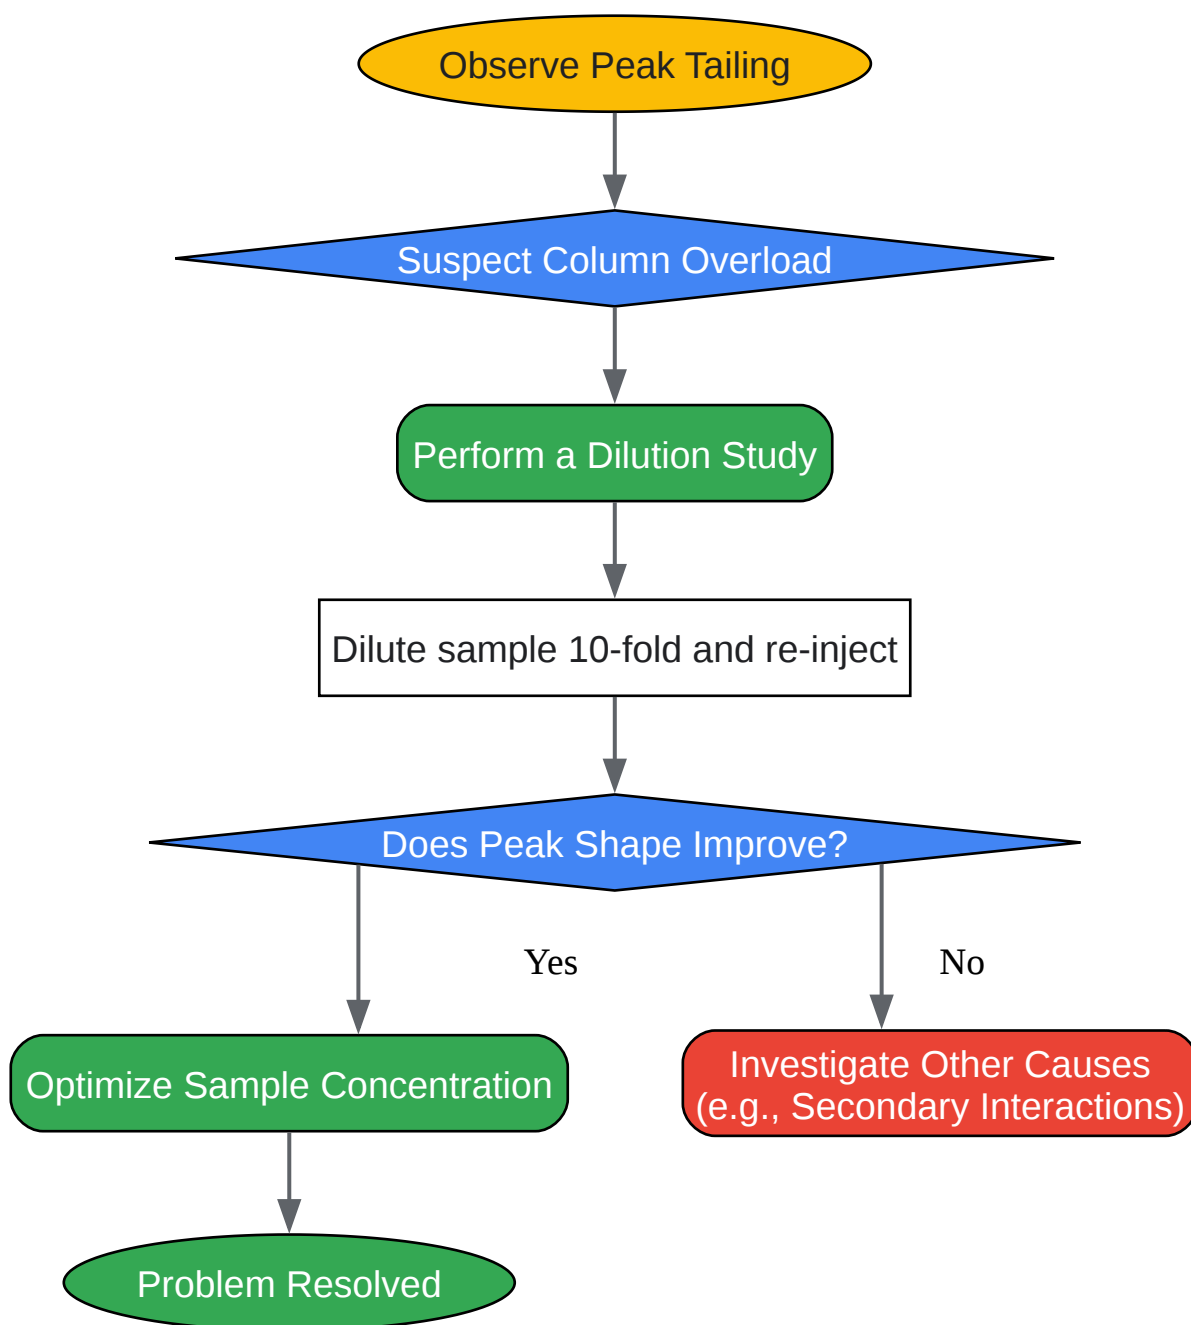 Observe Peak Tailing
Suspect Column Overload
Perform a Dilution Study
Dilute sample 10-fold and re-inject
Does Peak Shape Improve?
Yes
No
Optimize Sample Concentration
Investigate Other Causes
(e.g., Secondary Interactions)
Problem Resolved